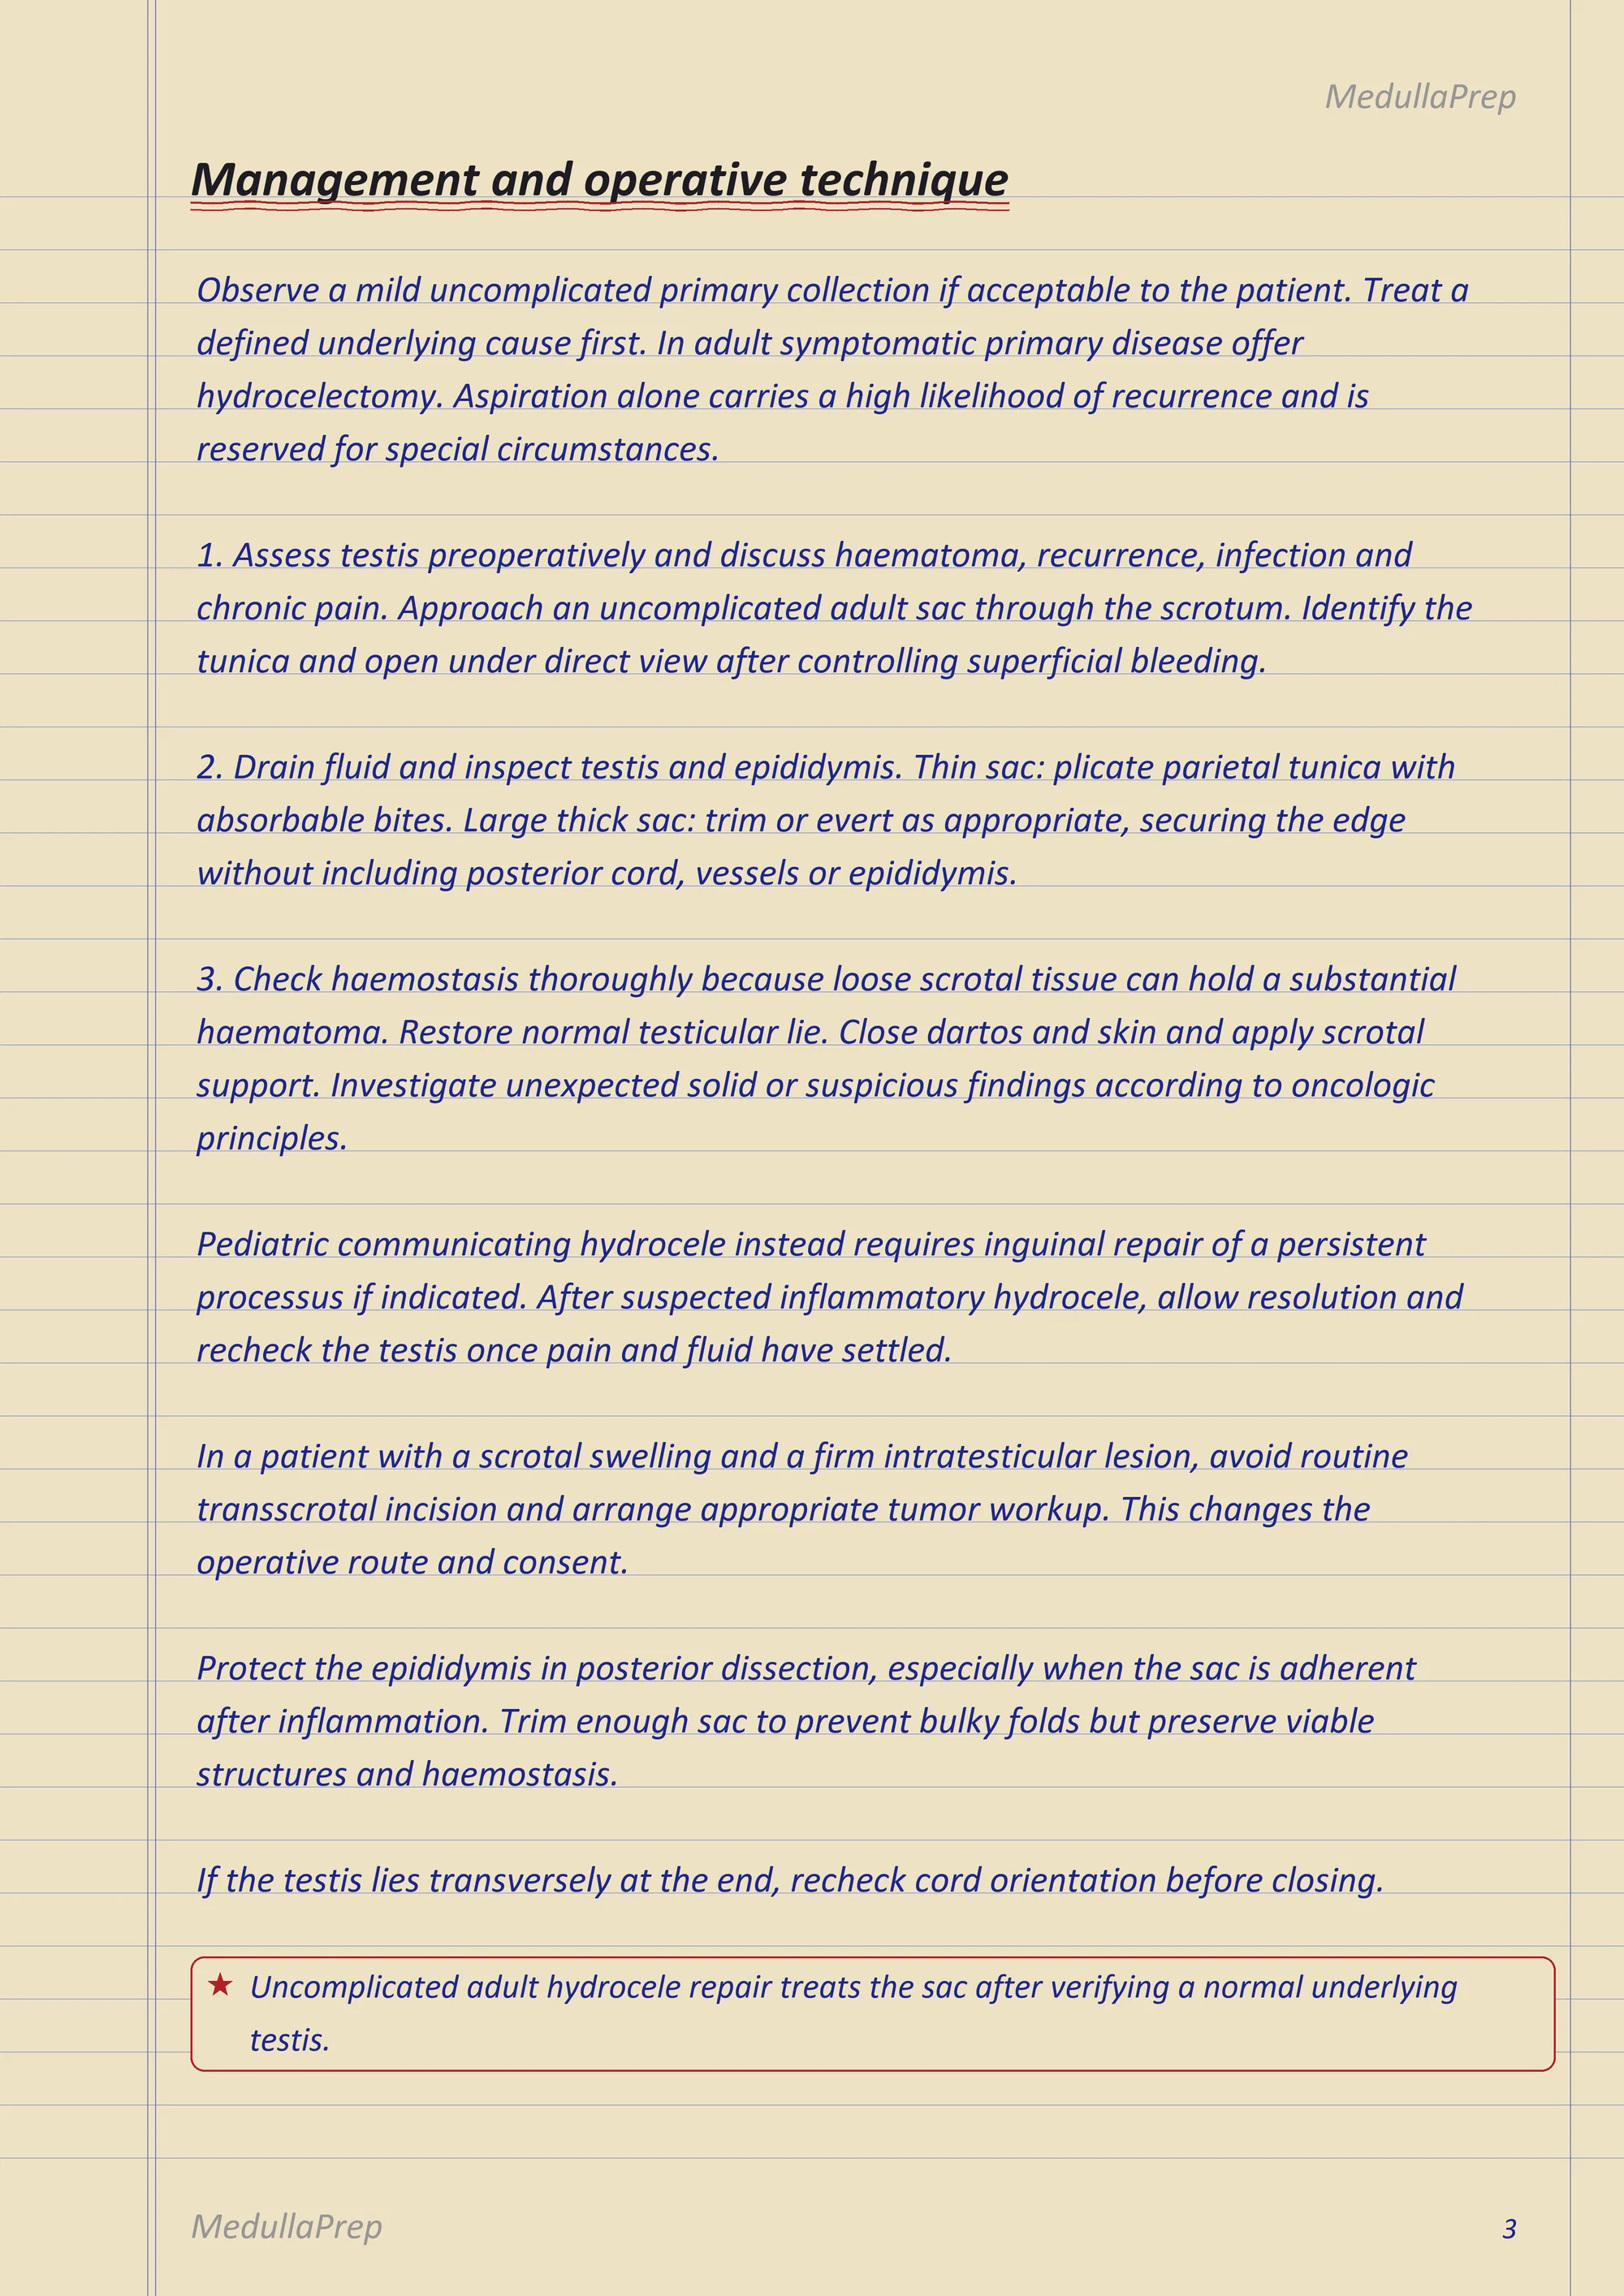 MedullaPrep
Management and operative technique
Observe a mild uncomplicated primary collection if acceptable to the patient. Treat a
defined underlying cause first. In adult symptomatic primary disease offer
hydrocelectomy. Aspiration alone carries a high likelihood of recurrence and is
reserved for special circumstances.
1. Assess testis preoperatively and discuss haematoma, recurrence, infection and
chronic pain. Approach an uncomplicated adult sac through the scrotum. Identify the
tunica and open under direct view after controlling superficial bleeding.
2. Drain fluid and inspect testis and epididymis. Thin sac: plicate parietal tunica with
absorbable bites. Large thick sac: trim or evert as appropriate, securing the edge
without including posterior cord, vessels or epididymis.
3. Check haemostasis thoroughly because loose scrotal tissue can hold a substantial
haematoma. Restore normal testicular lie. Close dartos and skin and apply scrotal
support. Investigate unexpected solid or suspicious findings according to oncologic
principles.
Pediatric communicating hydrocele instead requires inguinal repair of a persistent
processus if indicated. After suspected inflammatory hydrocele, allow resolution and
recheck the testis once pain and fluid have settled.
In a patient with a scrotal swelling and a firm intratesticular lesion, avoid routine
transscrotal incision and arrange appropriate tumor workup. This changes the
operative route and consent.
Protect the epididymis in posterior dissection, especially when the sac is adherent
after inflammation. Trim enough sac to prevent bulky folds but preserve viable
structures and haemostasis.
If the testis lies transversely at the end, recheck cord orientation before closing.
★ Uncomplicated adult hydrocele repair treats the sac after verifying a normal underlying
testis.
MedullaPrep
3